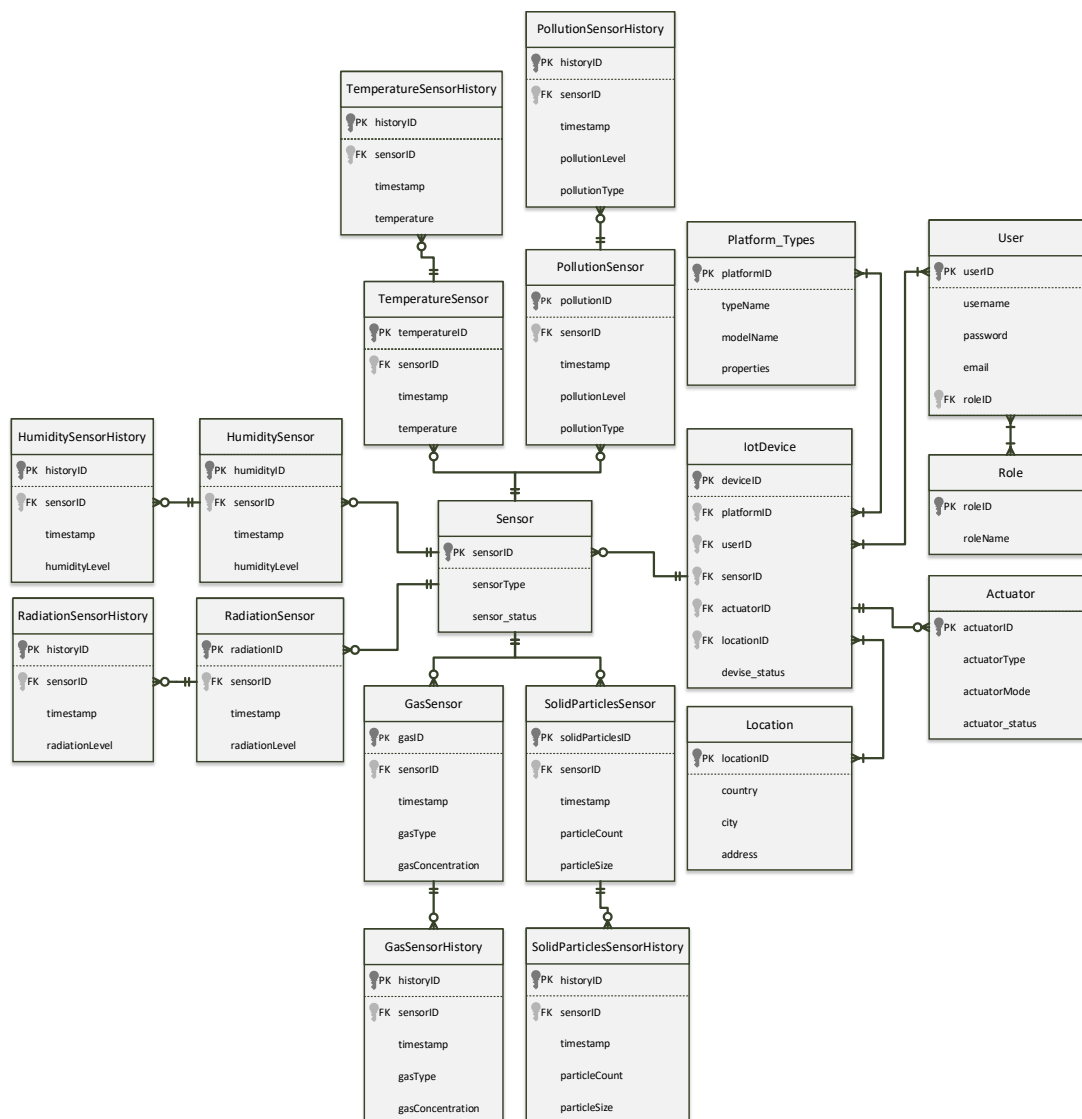 PollutionSensorHistory
PK historyID
FK sensorID
timestamp
pollutionLevel
pollutionType
TemperatureSensorHistory
PK historyID
FK sensorID
timestamp
temperature
Platform_Types
PK platformID
typeName
modelName
properties
User
PK userID
username
password
email
FK roleID
PollutionSensor
PK pollutionID
FK sensorID
timestamp
pollutionLevel
pollutionType
TemperatureSensor
PK temperatureID
FK sensorID
timestamp
temperature
HumiditySensorHistory
PK historyID
FK sensorID
timestamp
humidityLevel
HumiditySensor
PK humidityID
FK sensorID
timestamp
humidityLevel
IotDevice
PK deviceID
FK platformID
FK userID
FK sensorID
FK actuatorID
FK locationID
devise_status
Role
PK roleID
roleName
Sensor
PK sensorID
sensorType
sensor_status
Actuator
PK actuatorID
actuatorType
actuatorMode
actuator_status
RadiationSensorHistory
PK historyID
FK sensorID
timestamp
radiationLevel
RadiationSensor
PK radiationID
FK sensorID
timestamp
radiationLevel
GasSensor
PK gasID
FK sensorID
timestamp
gasType
gasConcentration
SolidParticlesSensor
PK solidParticlesID
FK sensorID
timestamp
particleCount
particleSize
Location
PK locationID
country
city
address
GasSensorHistory
PK historyID
FK sensorID
timestamp
gasType
gasConcentration
SolidParticlesSensorHistory
PK historyID
FK sensorID
timestamp
particleCount
particleSize